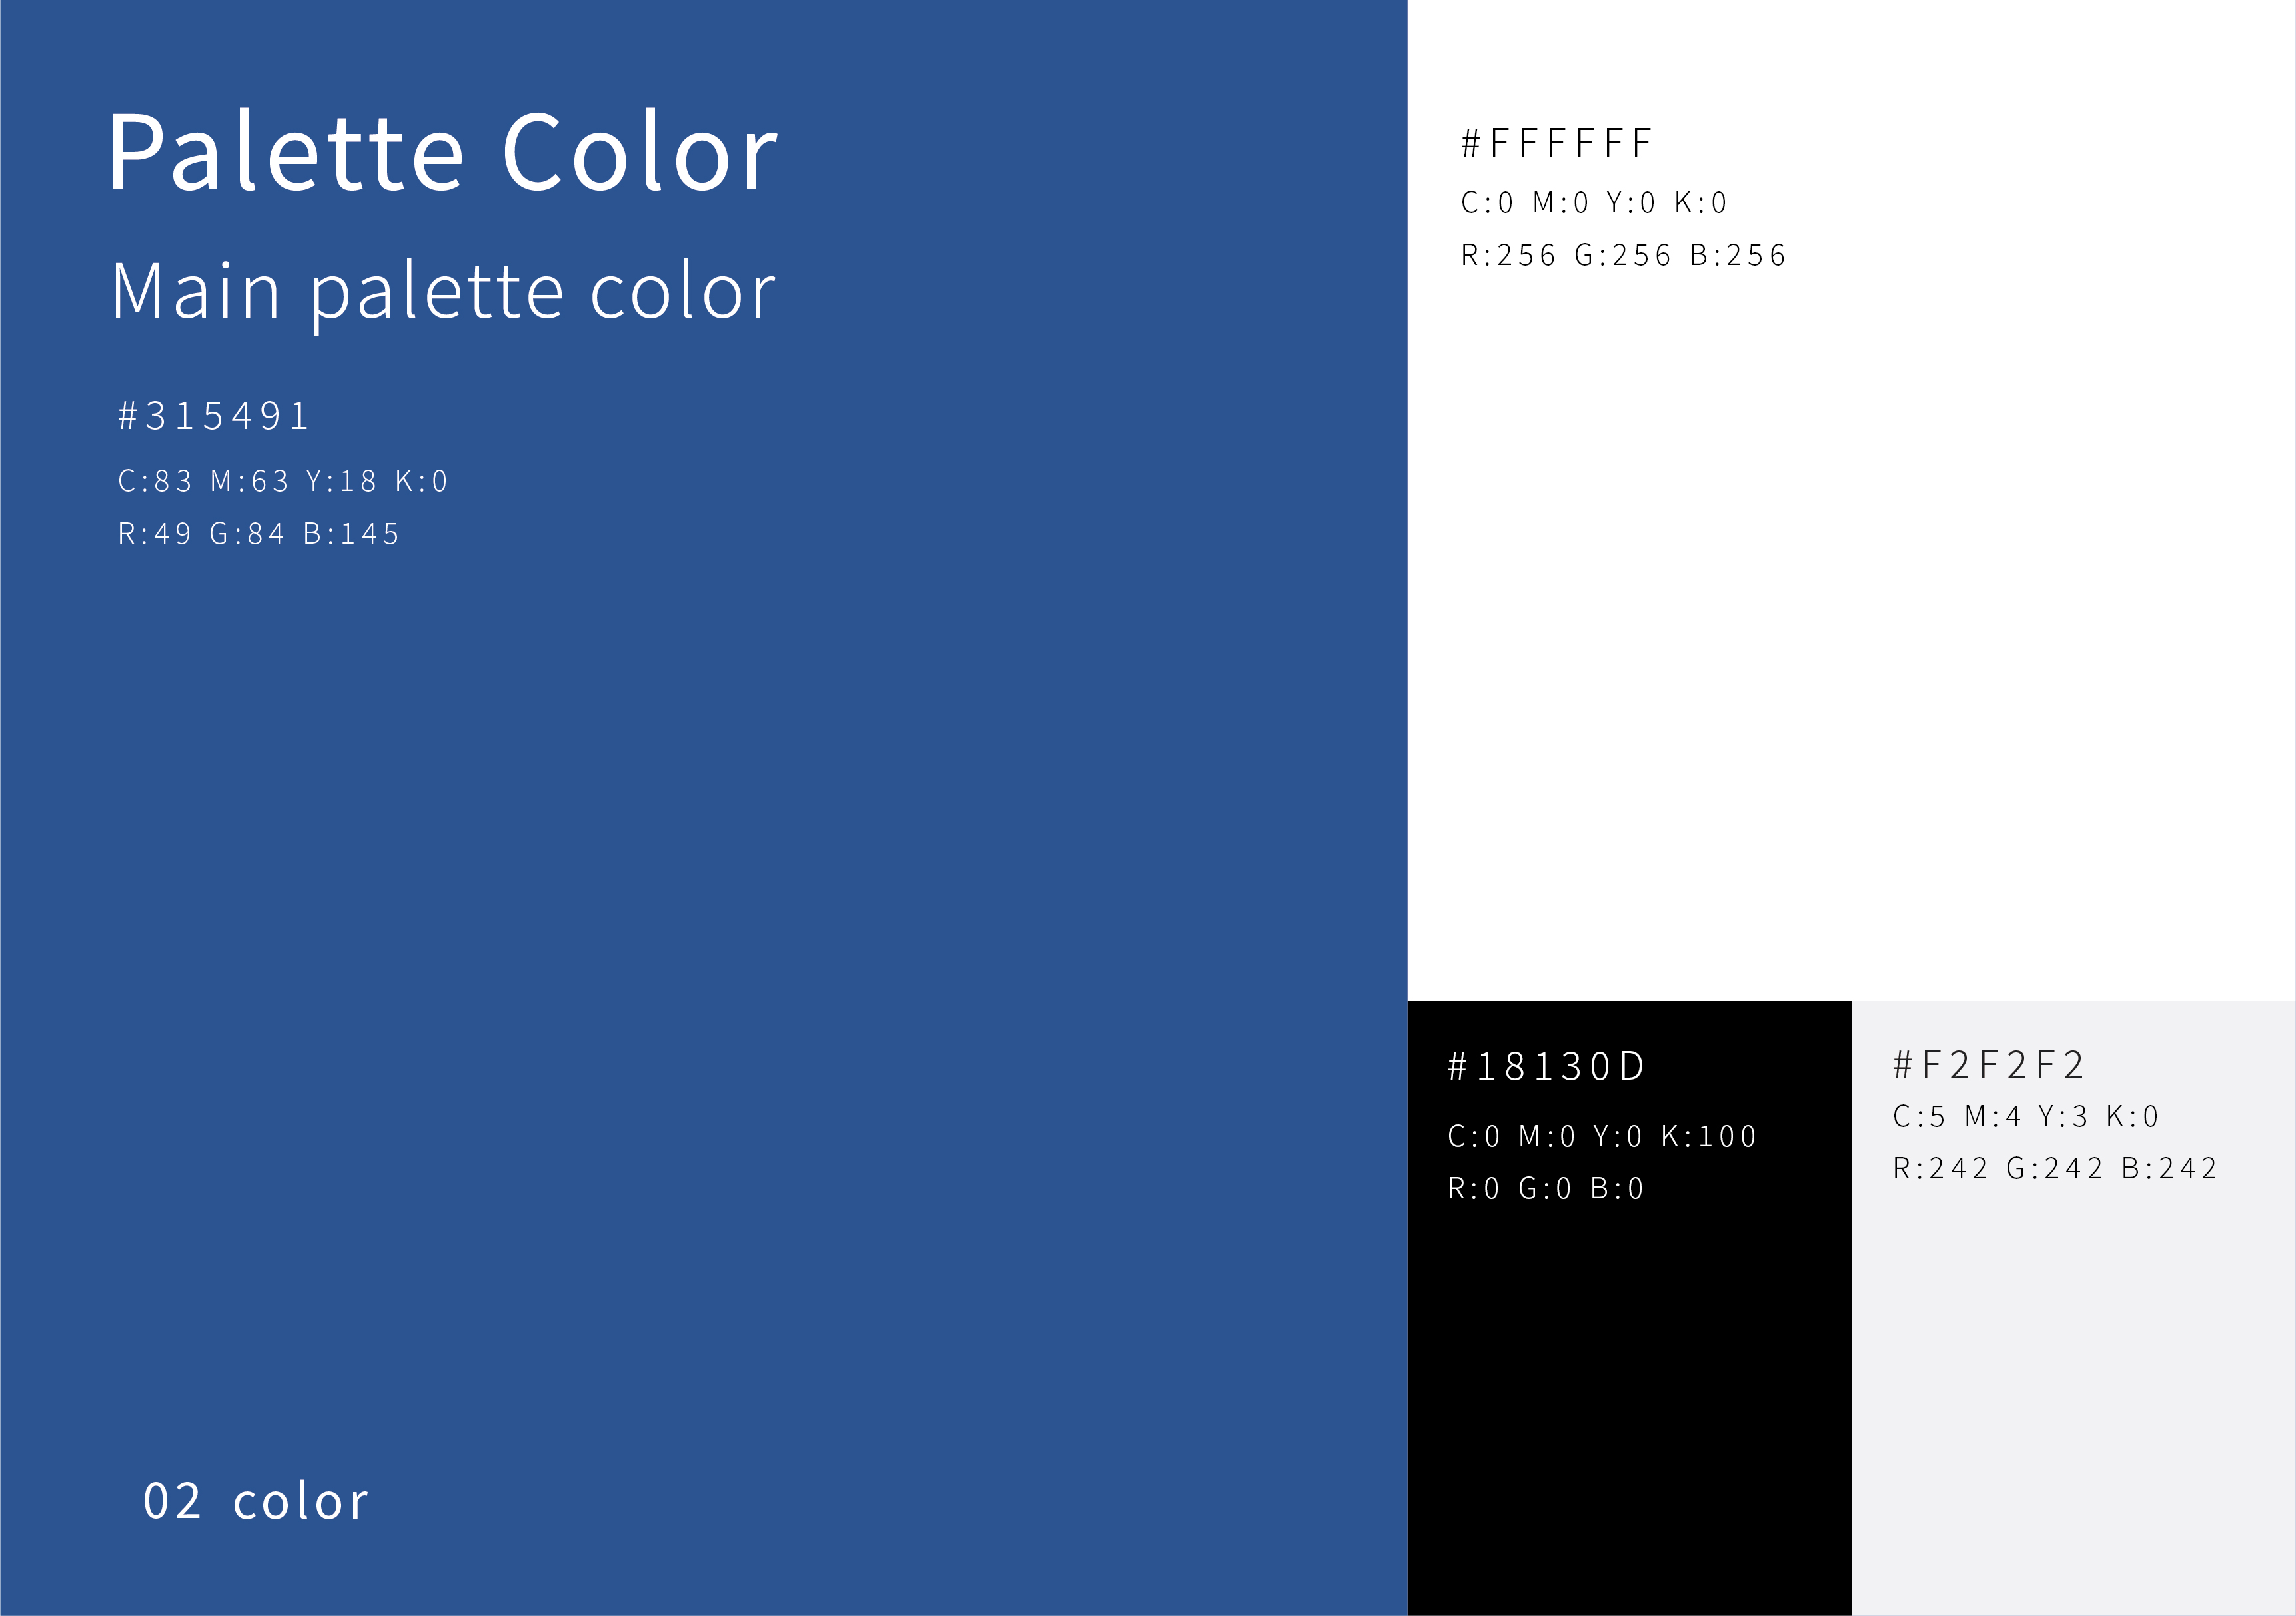 Palette Color
Main palette color
#315491
C:83 M:63 Y:18 K:0
R:49 G:84 B:145
02 color
#FFFFFF
C:0 M:0 Y:0 K:0
R:256 G:256 B:256
#18130D
C:0 M:0 Y:0 K:100
R:0 G:0 B:0
#F2F2F2
C:5 M:4 Y:3 K:0
R:242 G:242 B:242